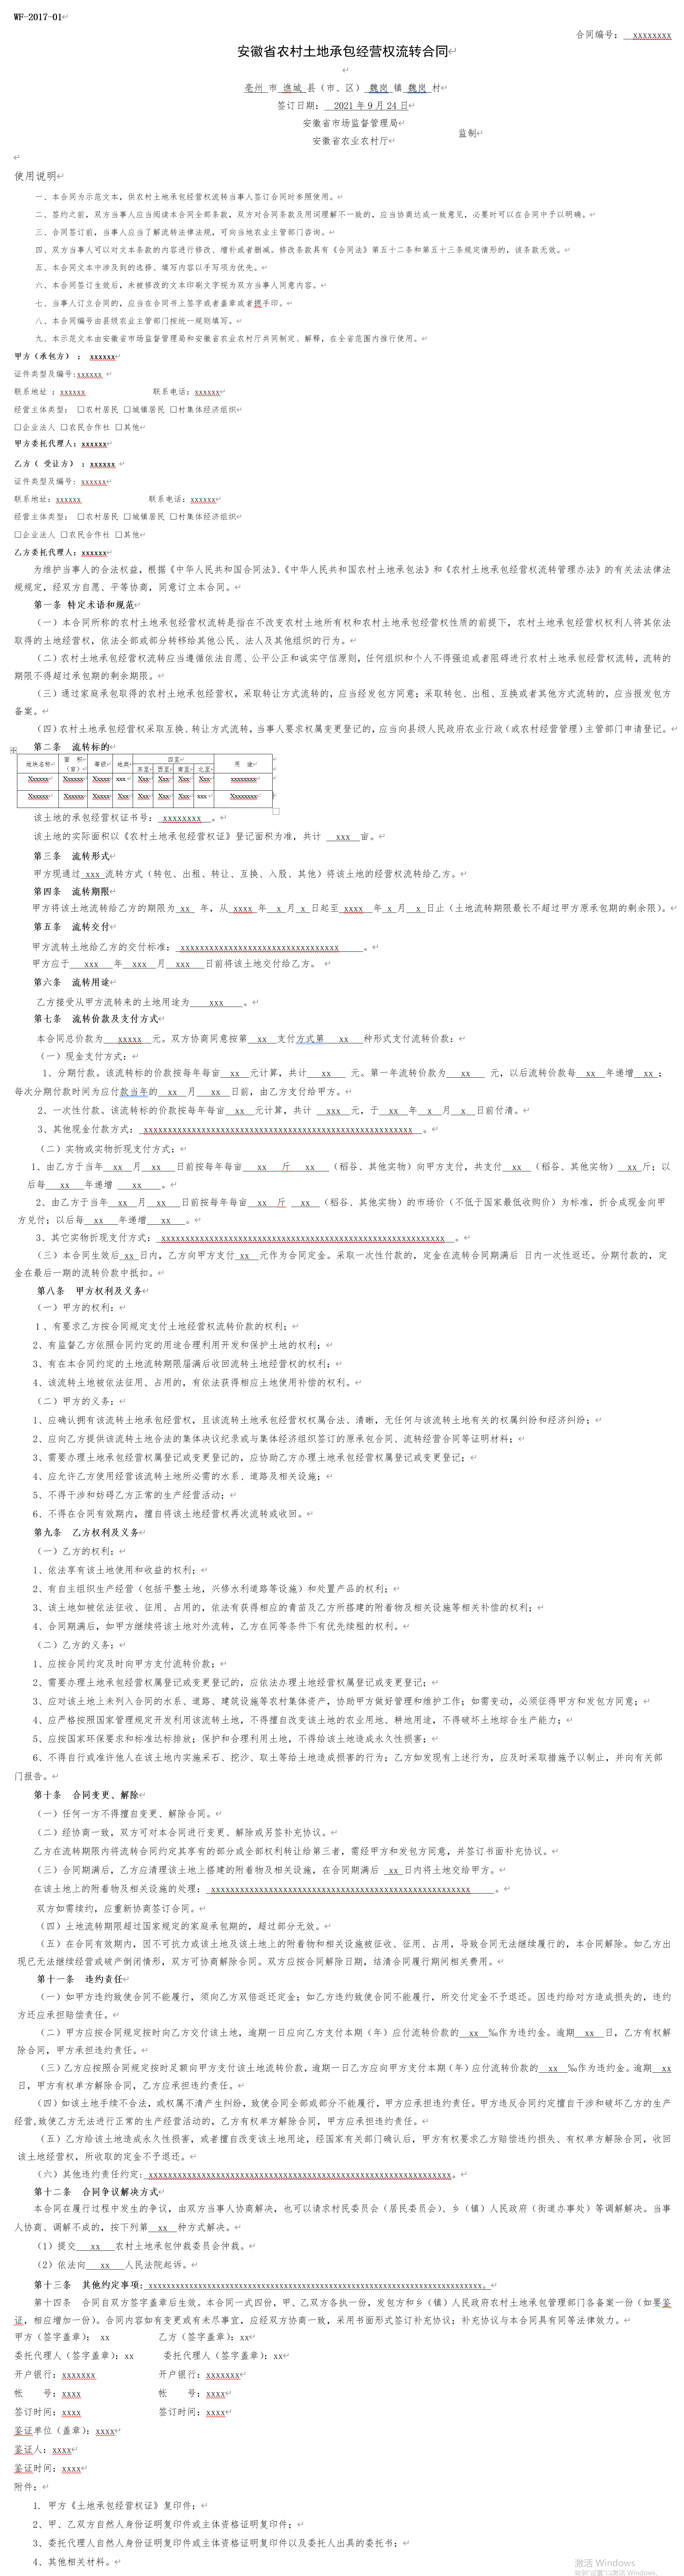 WF-2017-01
合同编号： xxxxxxxx
安徽省农村土地承包经营权流转合同
亳州 市 谯城 县（市、区） 魏岗 镇 魏岗 村
签订日期： 2021 年 9 月 24 日
安徽省市场监督管理局
监制
安徽省农业农村厅
使用说明
一、本合同为示范文本，供农村土地承包经营权流转当事人签订合同时参照使用。
二、签约之前，双方当事人应当阅读本合同全部条款，双方对合同条款及用词理解不一致的，应当协商达成一致意见，必要时可以在合同中予以明确。
三、合同签订前，当事人应当了解流转法律法规，可向当地农业主管部门咨询。
四、双方当事人可以对文本条款的内容进行修改、增补或者删减。修改条款具有《合同法》第五十二条和第五十三条规定情形的，该条款无效。
五、本合同文本中涉及到的选择、填写内容以手写项为优先。
六、本合同签订生效后，未被修改的文本印刷文字视为双方当事人同意内容。
七、当事人订立合同的，应当在合同书上签字或者盖章或者摁手印。
八、本合同编号由县级农业主管部门按统一规则填写。
九、本示范文本由安徽省市场监督管理局和安徽省农业农村厅共同制定、解释，在全省范围内推行使用。
甲方（承包方）： xxxxxx
证件类型及编号:xxxxxx
联系地址 ：xxxxxx 联系电话：xxxxxx
经营主体类型： □农村居民 □城镇居民 □村集体经济组织
□企业法人 □农民合作社 □其他
甲方委托代理人：xxxxxx
乙方（ 受让方） ：xxxxxx
证件类型及编号: xxxxxx
联系地址：xxxxxx 联系电话：xxxxxx
经营主体类型： □农村居民 □城镇居民 □村集体经济组织
□企业法人 □农民合作社 □其他
乙方委托代理人：xxxxxx
为维护当事人的合法权益，根据《中华人民共和国合同法》、《中华人民共和国农村土地承包法》和《农村土地承包经营权流转管理办法》的有关法法律法
规规定，经双方自愿、平等协商，同意订立本合同。
第一条 特定术语和规范
（一）本合同所称的农村土地承包经营权流转是指在不改变农村土地所有权和农村土地承包经营权性质的前提下，农村土地承包经营权权利人将其依法
取得的土地经营权，依法全部或部分转移给其他公民、法人及其他组织的行为。
（二）农村土地承包经营权流转应当遵循依法自愿、公平公正和诚实守信原则，任何组织和个人不得强迫或者阻碍进行农村土地承包经营权流转，流转的
期限不得超过承包期的剩余期限。
（三）通过家庭承包取得的农村土地承包经营权，采取转让方式流转的，应当经发包方同意；采取转包、出租、互换或者其他方式流转的，应当报发包方
备案。
（四）农村土地承包经营权采取互换、转让方式流转，当事人要求权属变更登记的，应当向县级人民政府农业行政（或农村经营管理）主管部门申请登记。
第二条 流转标的
地块名称 面 积（亩） 等级 地类 四至 用 途
东至 西至 南至 北至
Xxxxxx Xxxxxx Xxxxx xxx Xxx Xxx Xxx Xxx xxxxxxxx
Xxxxxx Xxxxxx Xxxxx Xxx Xxx Xxx Xxx xxx Xxxxxxxx
该土地的承包经营权证书号： xxxxxxxx 。
该土地的实际面积以《农村土地承包经营权证》登记面积为准，共计 xxx 亩。
第三条 流转形式
甲方现通过 xxx 流转方式（转包、出租、转让、互换、入股、其他）将该土地的经营权流转给乙方。
第四条 流转期限
甲方将该土地流转给乙方的期限为 xx 年，从 xxxx 年 x 月 x 日起至 xxxx 年 x 月 x 日止（土地流转期限最长不超过甲方原承包期的剩余限）。
第五条 流转交付
甲方流转土地给乙方的交付标准： xxxxxxxxxxxxxxxxxxxxxxxxxxxxxxxxxx 。
甲方应于 xxx 年 xxx 月 xxx 日前将该土地交付给乙方。
第六条 流转用途
乙方接受从甲方流转来的土地用途为 xxx 。
第七条 流转价款及支付方式
本合同总价款为 xxxxx 元。双方协商同意按第 xx 支付方式第 xx 种形式支付流转价款：
（一）现金支付方式：
1、分期付款。该流转标的价款按每年每亩 xx 元计算，共计 xx 元。第一年流转价款为 xx 元，以后流转价款每 xx 年递增 xx ；
每次分期付款时间为应付款当年的 xx 月 xx 日前，由乙方支付给甲方。
2、一次性付款。该流转标的价款按每年每亩 xx 元计算，共计 xxx 元，于 xx 年 x 月 x 日前付清。
3、其他现金付款方式： xxxxxxxxxxxxxxxxxxxxxxxxxxxxxxxxxxxxxxxxxxxxxxxxxxxxxxxx 。
（二）实物或实物折现支付方式：
1、由乙方于当年 xx 月 xx 日前按每年每亩 xx 斤 xx （稻谷、其他实物）向甲方支付，共支付 xx （稻谷、其他实物） xx 斤；以
后每 xx 年递增 xx 。
2、由乙方于当年 xx 月 xx 日前按每年每亩 xx 斤 xx （稻谷、其他实物）的市场价（不低于国家最低收购价）为标准，折合成现金向甲
方兑付；以后每 xx 年递增 xx 。
3、其它实物折现支付方式： xxxxxxxxxxxxxxxxxxxxxxxxxxxxxxxxxxxxxxxxxxxxxxxxxxxxxxxxxxx 。
（三）本合同生效后 xx 日内，乙方向甲方支付 xx 元作为合同定金。采取一次性付款的，定金在流转合同期满后 日内一次性返还。分期付款的，定
金在最后一期的流转价款中抵扣。
第八条 甲方权利及义务
（一）甲方的权利：
1 、有要求乙方按合同规定支付土地经营权流转价款的权利；
2、有监督乙方依照合同约定的用途合理利用开发和保护土地的权利；
3、有在本合同约定的土地流转期限届满后收回流转土地经营权的权利；
4、该流转土地被依法征用、占用的，有依法获得相应土地使用补偿的权利。
（二）甲方的义务：
1、应确认拥有该流转土地承包经营权，且该流转土地承包经营权权属合法、清晰，无任何与该流转土地有关的权属纠纷和经济纠纷；
2、应向乙方提供该流转土地合法的集体决议纪录或与集体经济组织签订的原承包合同、流转经营合同等证明材料；
3、需要办理土地承包经营权属登记或变更登记的，应协助乙方办理土地承包经营权属登记或变更登记；
4、应允许乙方使用经营该流转土地所必需的水系、道路及相关设施；
5、不得干涉和妨碍乙方正常的生产经营活动；
6、不得在合同有效期内，擅自将该土地经营权再次流转或收回。
第九条 乙方权利及义务
（一）乙方的权利：
1、依法享有该土地使用和收益的权利；
2、有自主组织生产经营（包括平整土地，兴修水利道路等设施）和处置产品的权利；
3、该土地如被依法征收、征用、占用的，依法有获得相应的青苗及乙方所搭建的附着物及相关设施等相关补偿的权利；
4、合同期满后，如甲方继续将该土地对外流转，乙方在同等条件下有优先续租的权利。
（二）乙方的义务：
1、应按合同约定及时向甲方支付流转价款；
2、需要办理土地承包经营权属登记或变更登记的，应依法办理土地经营权属登记或变更登记；
3、应对该土地上未列入合同的水系、道路、建筑设施等农村集体资产，协助甲方做好管理和维护工作；如需变动，必须征得甲方和发包方同意；
4、应严格按照国家管理规定开发利用该流转土地，不得擅自改变该土地的农业用地、耕地用途，不得破坏土地综合生产能力；
5、应按国家环保要求和标准达标排放；保护和合理利用土地，不得给该土地造成永久性损害；
6、不得自行或准许他人在该土地内实施采石、挖沙、取土等给土地造成损害的行为；乙方如发现有上述行为，应及时采取措施予以制止，并向有关部
门报告。
第十条 合同变更、解除
（一）任何一方不得擅自变更、解除合同。
（二）经协商一致，双方可对本合同进行变更、解除或另签补充协议。
乙方在流转期限内将流转合同约定其享有的部分或全部权利转让给第三者，需经甲方和发包方同意，并签订书面补充协议。
（三）合同期满后，乙方应清理该土地上搭建的附着物及相关设施，在合同期满后 xx 日内将土地交给甲方。
在该土地上的附着物及相关设施的处理： xxxxxxxxxxxxxxxxxxxxxxxxxxxxxxxxxxxxxxxxxxxxxxxxxxxxxx 。
双方如需续约，应重新协商签订合同。
（四）土地流转期限超过国家规定的家庭承包期的，超过部分无效。
（五）在合同有效期内，因不可抗力或该土地及该土地上的附着物和相关设施被征收、征用、占用，导致合同无法继续履行的，本合同解除。如乙方出
现已无法继续经营或破产倒闭情形，双方可协商解除合同。双方应按合同解除日期，结清合同履行期间相关费用。
第十一条 违约责任
（一）如甲方违约致使合同不能履行，须向乙方双倍返还定金；如乙方违约致使合同不能履行，所交付定金不予退还。因违约给对方造成损失的，违约
方还应承担赔偿责任。
（二）甲方应按合同规定按时向乙方交付该土地，逾期一日应向乙方支付本期（年）应付流转价款的 xx ‰作为违约金。逾期 xx 日，乙方有权解
除合同，甲方承担违约责任。
（三）乙方应按照合同规定按时足额向甲方支付该土地流转价款，逾期一日乙方应向甲方支付本期（年）应付流转价款的 xx ‰作为违约金。逾期 xx
日，甲方有权单方解除合同，乙方应承担违约责任。
（四）如该土地手续不合法，或权属不清产生纠纷，致使合同全部或部分不能履行，甲方应承担违约责任。甲方违反合同约定擅自干涉和破坏乙方的生产
经营,致使乙方无法进行正常的生产经营活动的，乙方有权单方解除合同，甲方应承担违约责任。
（五）乙方给该土地造成永久性损害，或者擅自改变该土地用途，经国家有关部门确认后，甲方有权要求乙方赔偿违约损失、有权单方解除合同，收回
该土地经营权，所收取的定金不予退还。
（六）其他违约责任约定： xxxxxxxxxxxxxxxxxxxxxxxxxxxxxxxxxxxxxxxxxxxxxxxxxxxxxxxxxxxxxxx。
第十二条 合同争议解决方式
本合同在履行过程中发生的争议，由双方当事人协商解决，也可以请求村民委员会（居民委员会）、乡（镇）人民政府（街道办事处）等调解解决。当事
人协商、调解不成的，按下列第 xx 种方式解决。
（1）提交 xx 农村土地承包仲裁委员会仲裁。
（2）依法向 xx 人民法院起诉。
第十三条 其他约定事项: xxxxxxxxxxxxxxxxxxxxxxxxxxxxxxxxxxxxxxxxxxxxxxxxxxxxxxxxxxxxxxxxxxxxxx。
第十四条 合同自双方签字盖章后生效。本合同一式四份，甲、乙双方各执一份，发包方和乡（镇）人民政府农村土地承包管理部门各备案一份（如要鉴
证，相应增加一份）。合同内容如有变更或有未尽事宜，应经双方协商一致，采用书面形式签订补充协议；补充协议与本合同具有同等法律效力。
甲方（签字盖章）： xx 乙方（签字盖章）：xx
委托代理人（签字盖章）：xx 委托代理人（签字盖章）：xx
开户银行：xxxxxxx 开户银行：xxxxxxx
帐 号：xxxx 帐 号：xxxx
签订时间：xxxx 签订时间：xxxx
鉴证单位（盖章）：xxxx
鉴证人：xxxx
鉴证时间：xxxx
附件：
1. 甲方《土地承包经营权证》复印件；
2、甲、乙双方自然人身份证明复印件或主体资格证明复印件；
3、委托代理人自然人身份证明复印件或主体资格证明复印件以及委托人出具的委托书；
4、其他相关材料。
激活 Windows
转到"设置"以激活 Windows。